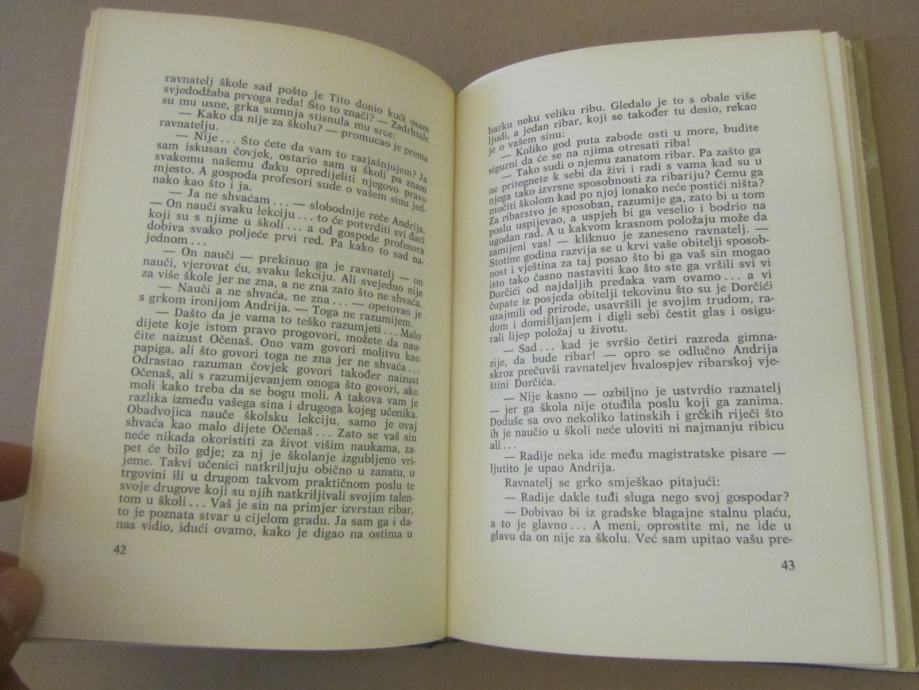 ravnatelj škole sad pošto je Tito donio kući osam
svjedodžaba prvoga reda! Što to znači? — Zadrhtale
su mu usne, grka sumnja stisnula mu srce:
— Kako da nije za školu? — promucao je prema
ravnatelju.
— Nije... Što ćete da vam to razjašnjujem? Ja
sam iskusan čovjek, ostario sam u školi pa znam
svakomu našemu đaku opredijeliti njegovo pravo
mjesto. A gospoda profesori sude o vašem sinu jed-
nako kao što i ja.
— Ja ne shvaćam... — slobodnije reče Andrija.
— On nauči svaku lekciju... to će potvrditi svi đaci
koji su s njime u školi... a od gospode profesora
dobiva svako poljeće prvi red. Pa kako to sad na-
jednom...
— On nauči — prekinuo ga je ravnatelj — on
nauči, vjerovat ću, svaku lekciju. Ali svejedno nije
za više škole jer ne zna, a ne zna zato što ne shvaća.
— Nauči a ne shvaća, ne zna... — opetovao je
s grkom ironijom Andrija. — Toga ne razumijem.
— Dašto da je vama to teško razumjeti... Malo
dijete koje istom pravo progovori, možete da nau-
čite naizust Očenaš. Ono vam govori molitvu kao
papiga, ali što govori toga ne zna jer ne shvaća...
Odrastao razuman čovjek govori također naizust
Očenaš, ali s razumijevanjem onoga što govori, ako
moli kako treba da se bogu moli. A takova vam je
razlika između vašega sina i drugoga kojeg učenika.
Obadvojica nauče školsku lekciju, samo je ovaj
shvaća kao malo dijete Očenaš... Zato se vaš sin
neće nikada okoristiti za život višim naukama, za-
pet će bilo gdje; za nj je školanje izgubljeno vri-
jeme. Takvi učenici natkriljuju obično u zanatu, u
trgovini ili u drugom takvom praktičnom poslu te
svoje drugove koji su njih natkriljivali svojim talen-
tom u školi... Vaš je sin na primjer izvrstan ribar,
to je poznata stvar u cijelom gradu. Ja sam ga i da-
nas vidio, idući ovamo, kako je digao na ostima u
42
barku neku veliku ribu. Gledalo je to s obale više
ljudi, a jedan ribar, koji se također tu desio, rekao
je o vašem sinu:
— Koliko god puta zabode osti u more, budite
sigurni da će se na njima otresati riba!
— Tako sudi o njemu zanatom ribar. Pa zašto ga
ne pritegnete k sebi da živi i radi s vama kad su u
njega tako izvrsne sposobnosti za ribariju? Čemu ga
mučiti školom kad po njoj jonako neće postići ništa?
Za ribarstvo je sposoban, razumije ga, zato bi u tom
poslu uspijevao, a uspjeh bi ga veselio i bodrio na
ugodan rad. A u kakvom krasnom položaju može da
zamijeni vas! — kliknuo je zaneseno ravnatelj. —
Stotine godina razvija se u krvi vaše obitelji sposob-
nost i vještina za taj posao što bi ga vaš sin mogao
isto tako časno nastaviti kao što ste ga vršili svi vi
Dorčići od najdaljih predaka vam ovamo... a vi
čupate iz posjeda obitelji tekovinu što su je Dorčići
uzajmili od prirode, usavršili je svojim trudom, ra-
dom i domišljanjem i digli sebi čestit glas i osigu-
rali lijep položaj u životu.
— Sad... kad je svršio četiri razreda gimna-
zije, da bude ribar! — opro se odlučno Andrija
skroz prečuvši ravnateljev hvalospjev ribarskoj vje-
štini Dorčića.
— Nije kasno — ozbiljno je ustvrdio raznatelj
— jer ga škola nije otuđila poslu koji ga zanima.
Doduše sa ovo nekoliko latinskih i grčkih riječi što
ih je naučio u školi neće uloviti ni najmanju ribicu
ali...
— Radije neka ide među magistratske pisare —
ljutito je upao Andrija.
Ravnatelj se grko smješkao pitajući:
— Radije dakle tuđi sluga nego svoj gospodar?
— Dobivao bi iz gradske blagajne stalnu plaću,
a to je glavno... A meni, oprostite mi, ne ide u
glavu da on nije za školu. Već sam upitao vašu pre-
43